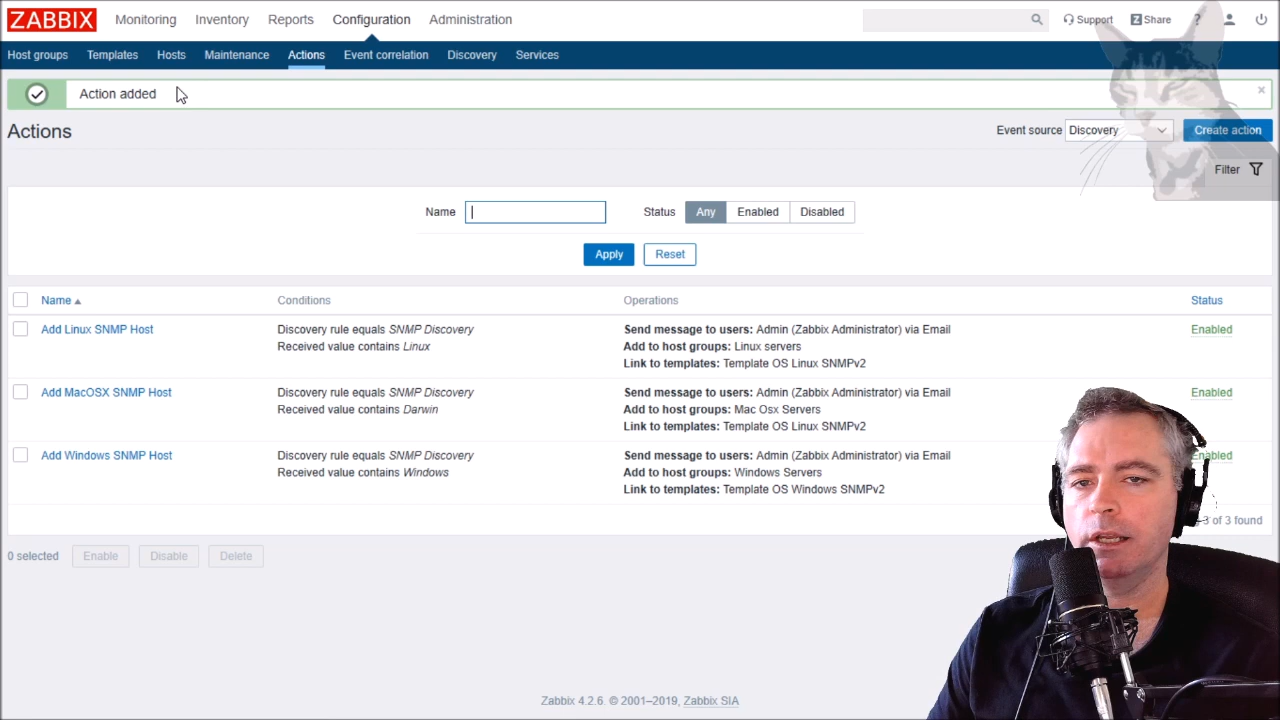 ZABBIX Monitoring Inventory Reports Configuration Administration Support Z Share ?
Host groups Templates Hosts Maintenance Actions Event correlation Discovery Services
Action added
Actions
Event source Discovery Create action
Filter
Name Status Any Enabled Disabled
Apply Reset
Name Conditions Operations Status
Add Linux SNMP Host Discovery rule equals SNMP Discovery Send message to users: Admin (Zabbix Administrator) via Email Enabled
Received value contains Linux Add to host groups: Linux servers
Link to templates: Template OS Linux SNMPv2
Add MacOSX SNMP Host Discovery rule equals SNMP Discovery Send message to users: Admin (Zabbix Administrator) via Email Enabled
Received value contains Darwin Add to host groups: Mac Osx Servers
Link to templates: Template OS Linux SNMPv2
Add Windows SNMP Host Discovery rule equals SNMP Discovery Send message to users: Admin (Zabbix Administrator) via Email Enabled
Received value contains Windows Add to host groups: Windows Servers
Link to templates: Template OS Windows SNMPv2
3 of 3 found
0 selected Enable Disable Delete
Zabbix 4.2.6. © 2001–2019, Zabbix SIA